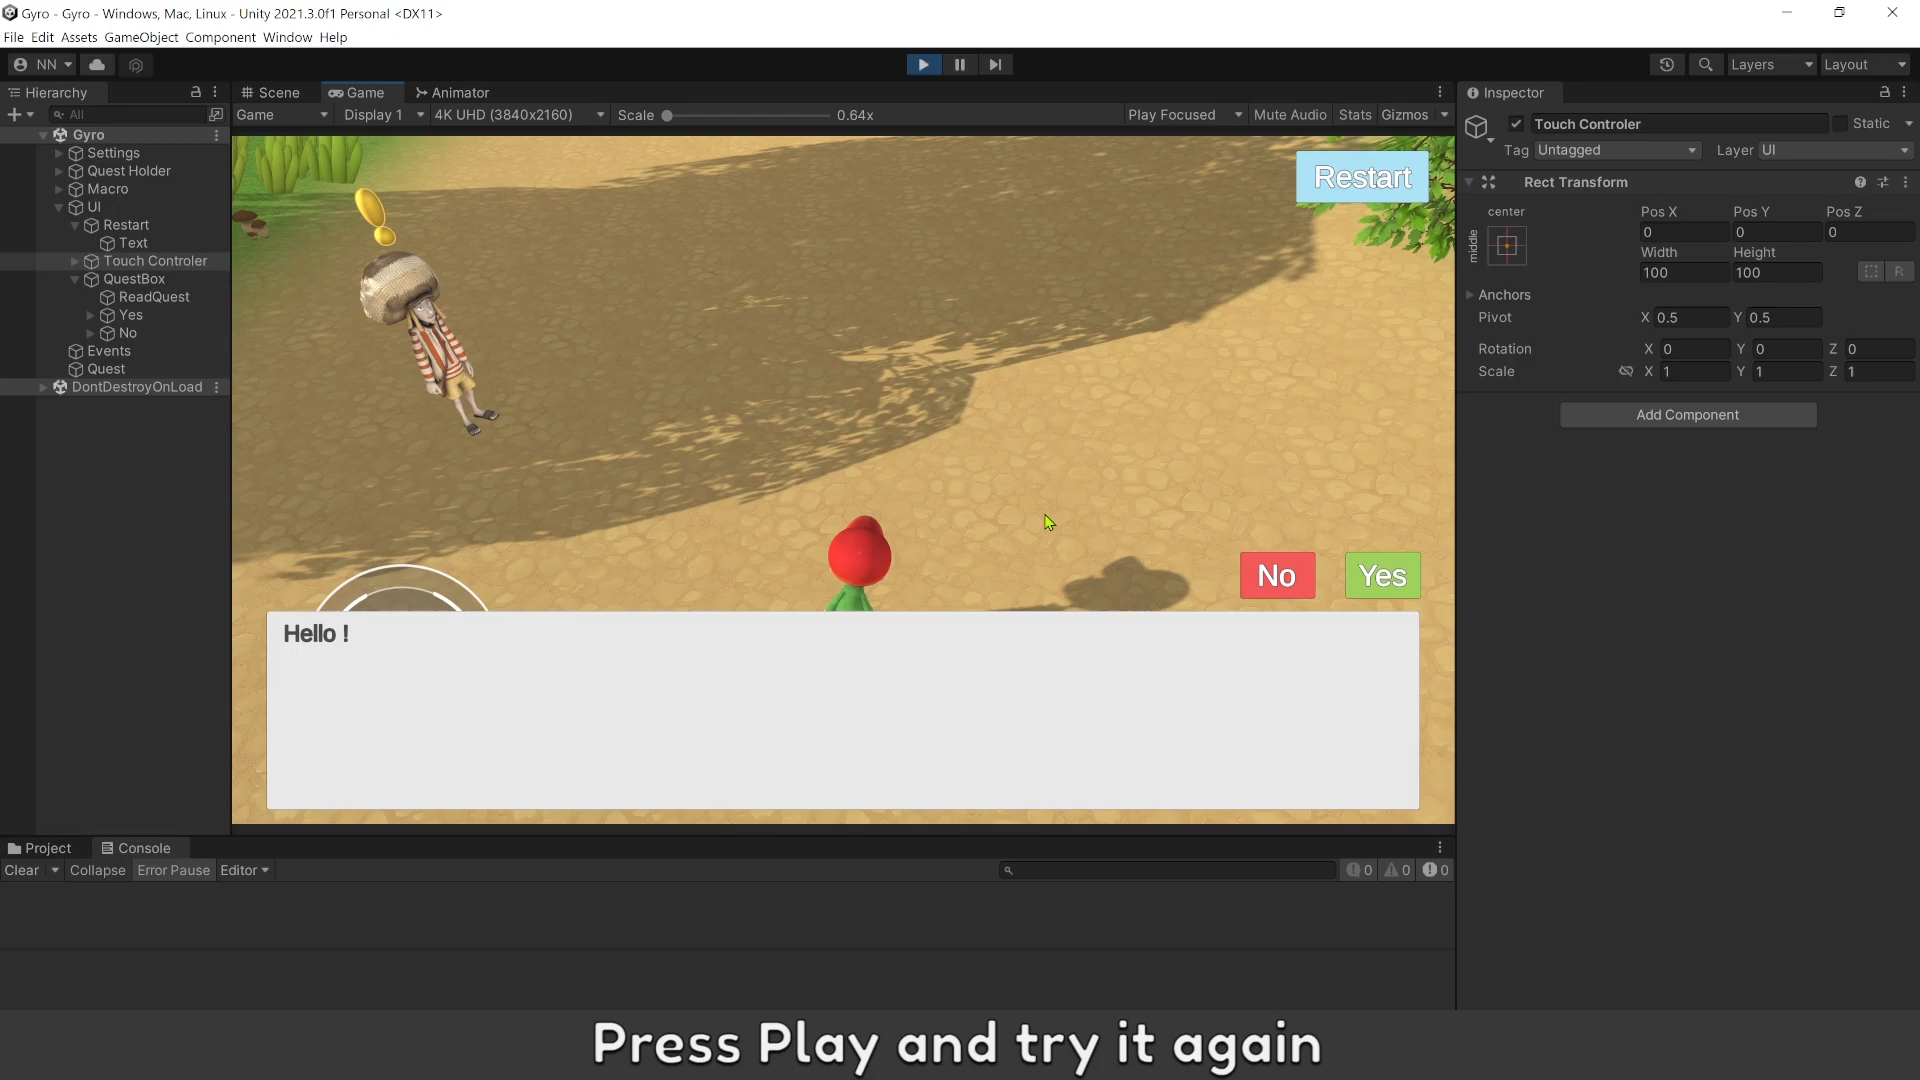 Gyro - Gyro - Windows, Mac, Linux - Unity 2021.3.0f1 Personal <DX11>
File Edit Assets GameObject Component Window Help
NN
Layers
Layout
Hierarchy
All
Gyro
Settings
Quest Holder
Macro
UI
Restart
Text
Touch Controler
QuestBox
ReadQuest
Yes
No
Events
Quest
DontDestroyOnLoad
Scene Game Animator
Game Display 1 4K UHD (3840x2160) Scale 0.64x Play Focused Mute Audio Stats Gizmos
Restart
No Yes
Hello !
Inspector
Touch Controler Static
Tag Untagged Layer UI
Rect Transform
center
middle
Pos X Pos Y Pos Z
0 0 0
Width Height
100 100
R
Anchors
Pivot X 0.5 Y 0.5
Rotation X 0 Y 0 Z 0
Scale X 1 Y 1 Z 1
Add Component
Project Console
Clear Collapse Error Pause Editor
0 0 0
Press Play and try it again